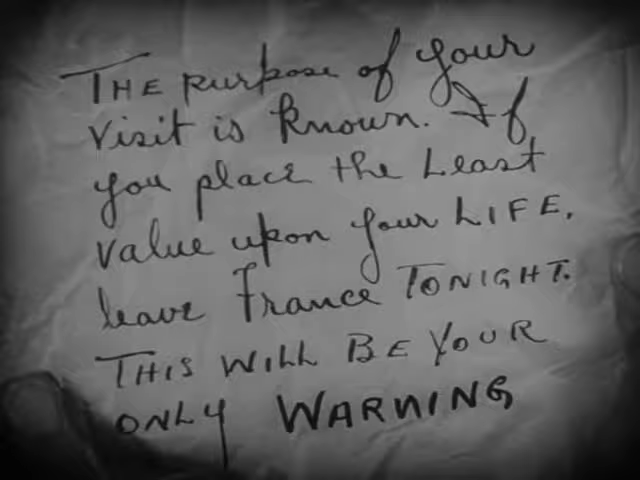 THE purpose of your
visit is known. If
you place the Least
value upon your LIFE,
leave France TONIGHT.
THIS WILL BE YOUR
ONLY WARNING